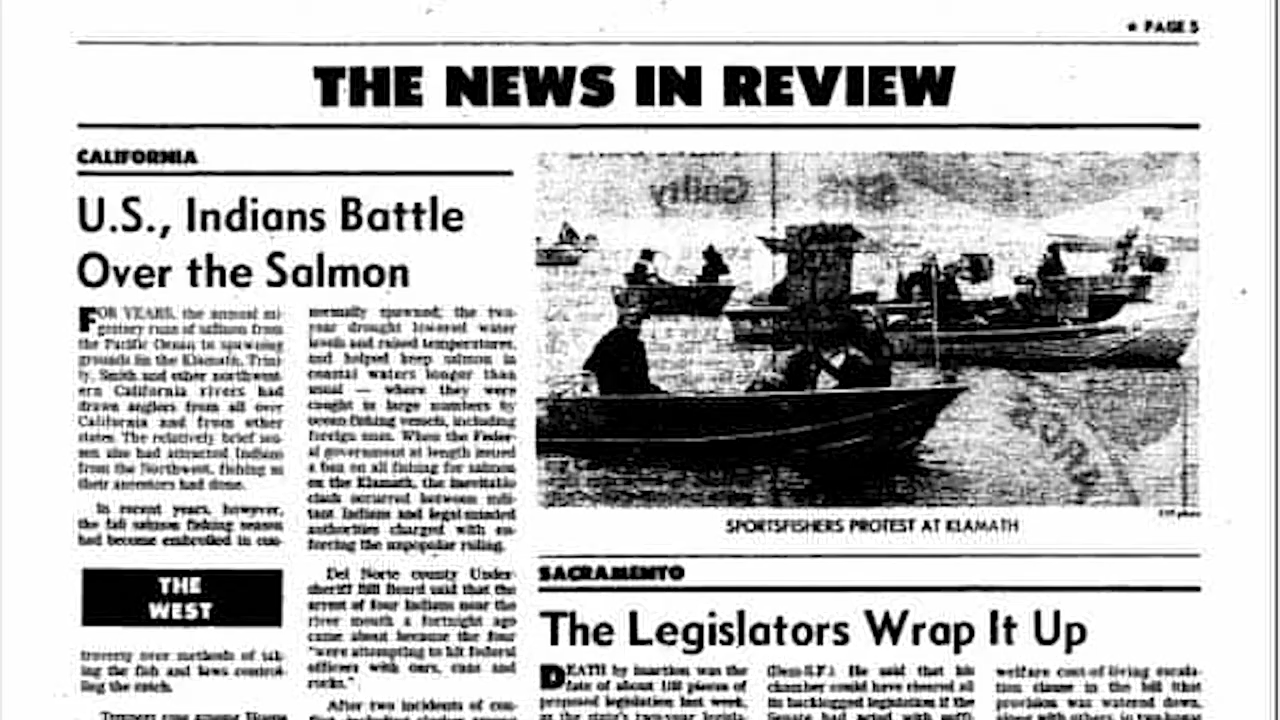 ★ PAGE 5
THE NEWS IN REVIEW
CALIFORNIA
U.S., Indians Battle
Over the Salmon
FOR YEARS, the annual mi-
gratory runs of salmon from
the Pacific Ocean to spawning
grounds in the Klamath, Trini-
ty, Smith and other northwest-
ern California rivers had
drawn anglers from all over
California and from other
states. The relatively brief sea-
son also had attracted Indians
from the Northwest, fishing as
their ancestors had done.
In recent years, however,
the fall salmon fishing season
had become embroiled in con-
THE
WEST
troversy over methods of tak-
ing the fish and laws control-
ling the catch.
normally spawned; the two-
year drought lowered water
levels and raised temperatures,
and helped keep salmon in
coastal waters longer than
usual — where they were
caught in large numbers by
ocean fishing vessels, including
foreign ones. When the Feder-
al government at length issued
a ban on all fishing for salmon
on the Klamath, the inevitable
clash occurred between mili-
tant Indians and legal-minded
authorities charged with en-
forcing the unpopular ruling.
Del Norte county Under-
sheriff Bill Beard said that the
arrest of four Indians near the
river mouth a fortnight ago
came about because the four
"were attempting to hit federal
officers with oars, cans and
rocks."
After two incidents of con-
SPORTSFISHERS PROTEST AT KLAMATH
SACRAMENTO
The Legislators Wrap It Up
DEATH by inaction was the
fate of about 100 pieces of
proposed legislation last week,
as the state's two-year legisla-
(Dem-S.F.). He said that his
chamber could have cleared all
its backlogged legislation if the
Senate had acted with
welfare cost-of-living escala-
tion clause in the bill (that
provision was watered down,
along with others,